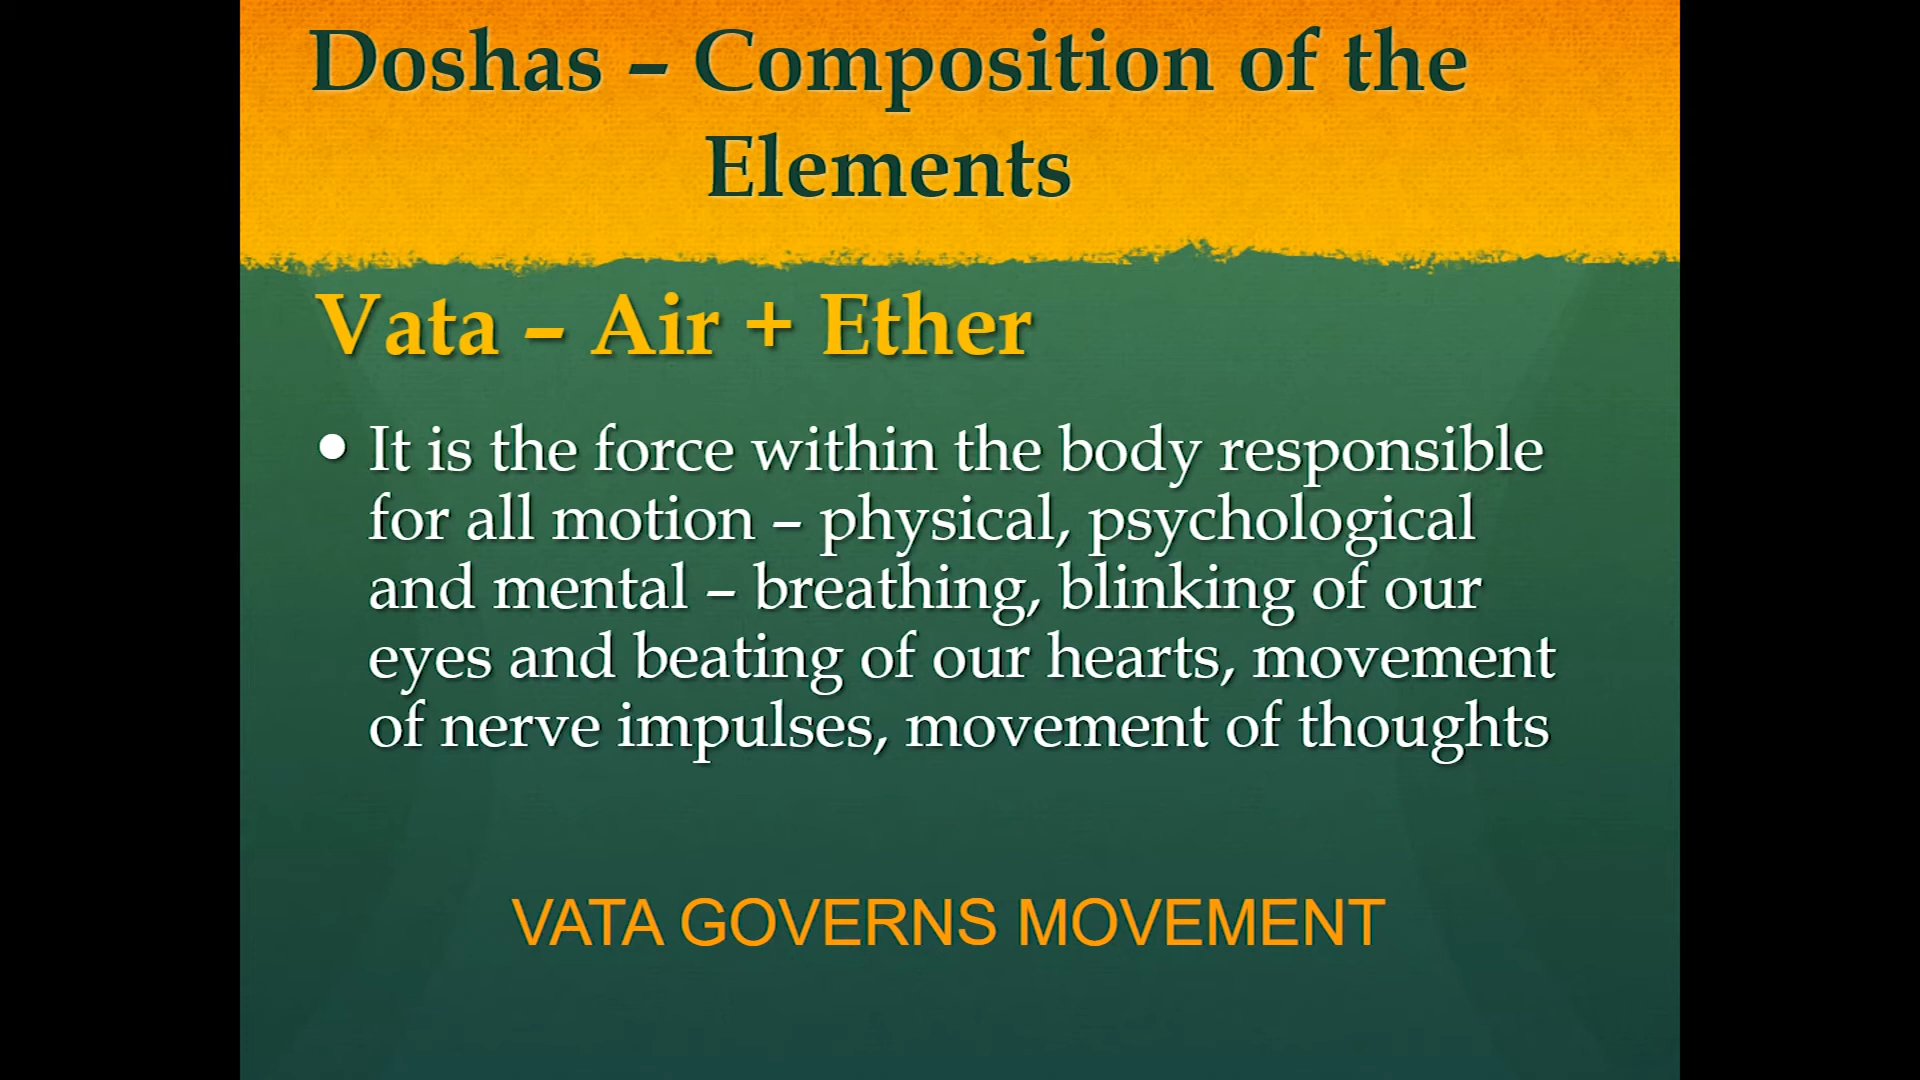 Doshas – Composition of the
Elements
Vata – Air + Ether
• It is the force within the body responsible
for all motion – physical, psychological
and mental – breathing, blinking of our
eyes and beating of our hearts, movement
of nerve impulses, movement of thoughts
VATA GOVERNS MOVEMENT